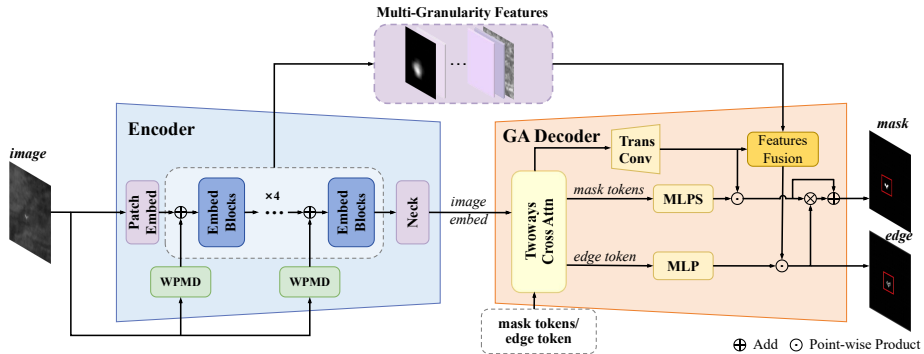 Multi-Granularity Features
Encoder
GA Decoder
image
Patch
Embed
Embed
Blocks
×4
Embed
Blocks
Neck
WPMD
WPMD
image
embed
Twoways
Cross Attn
Trans
Conv
Features
Fusion
mask tokens
MLPS
edge token
MLP
mask tokens/
edge token
mask
edge
Add
Point-wise Product